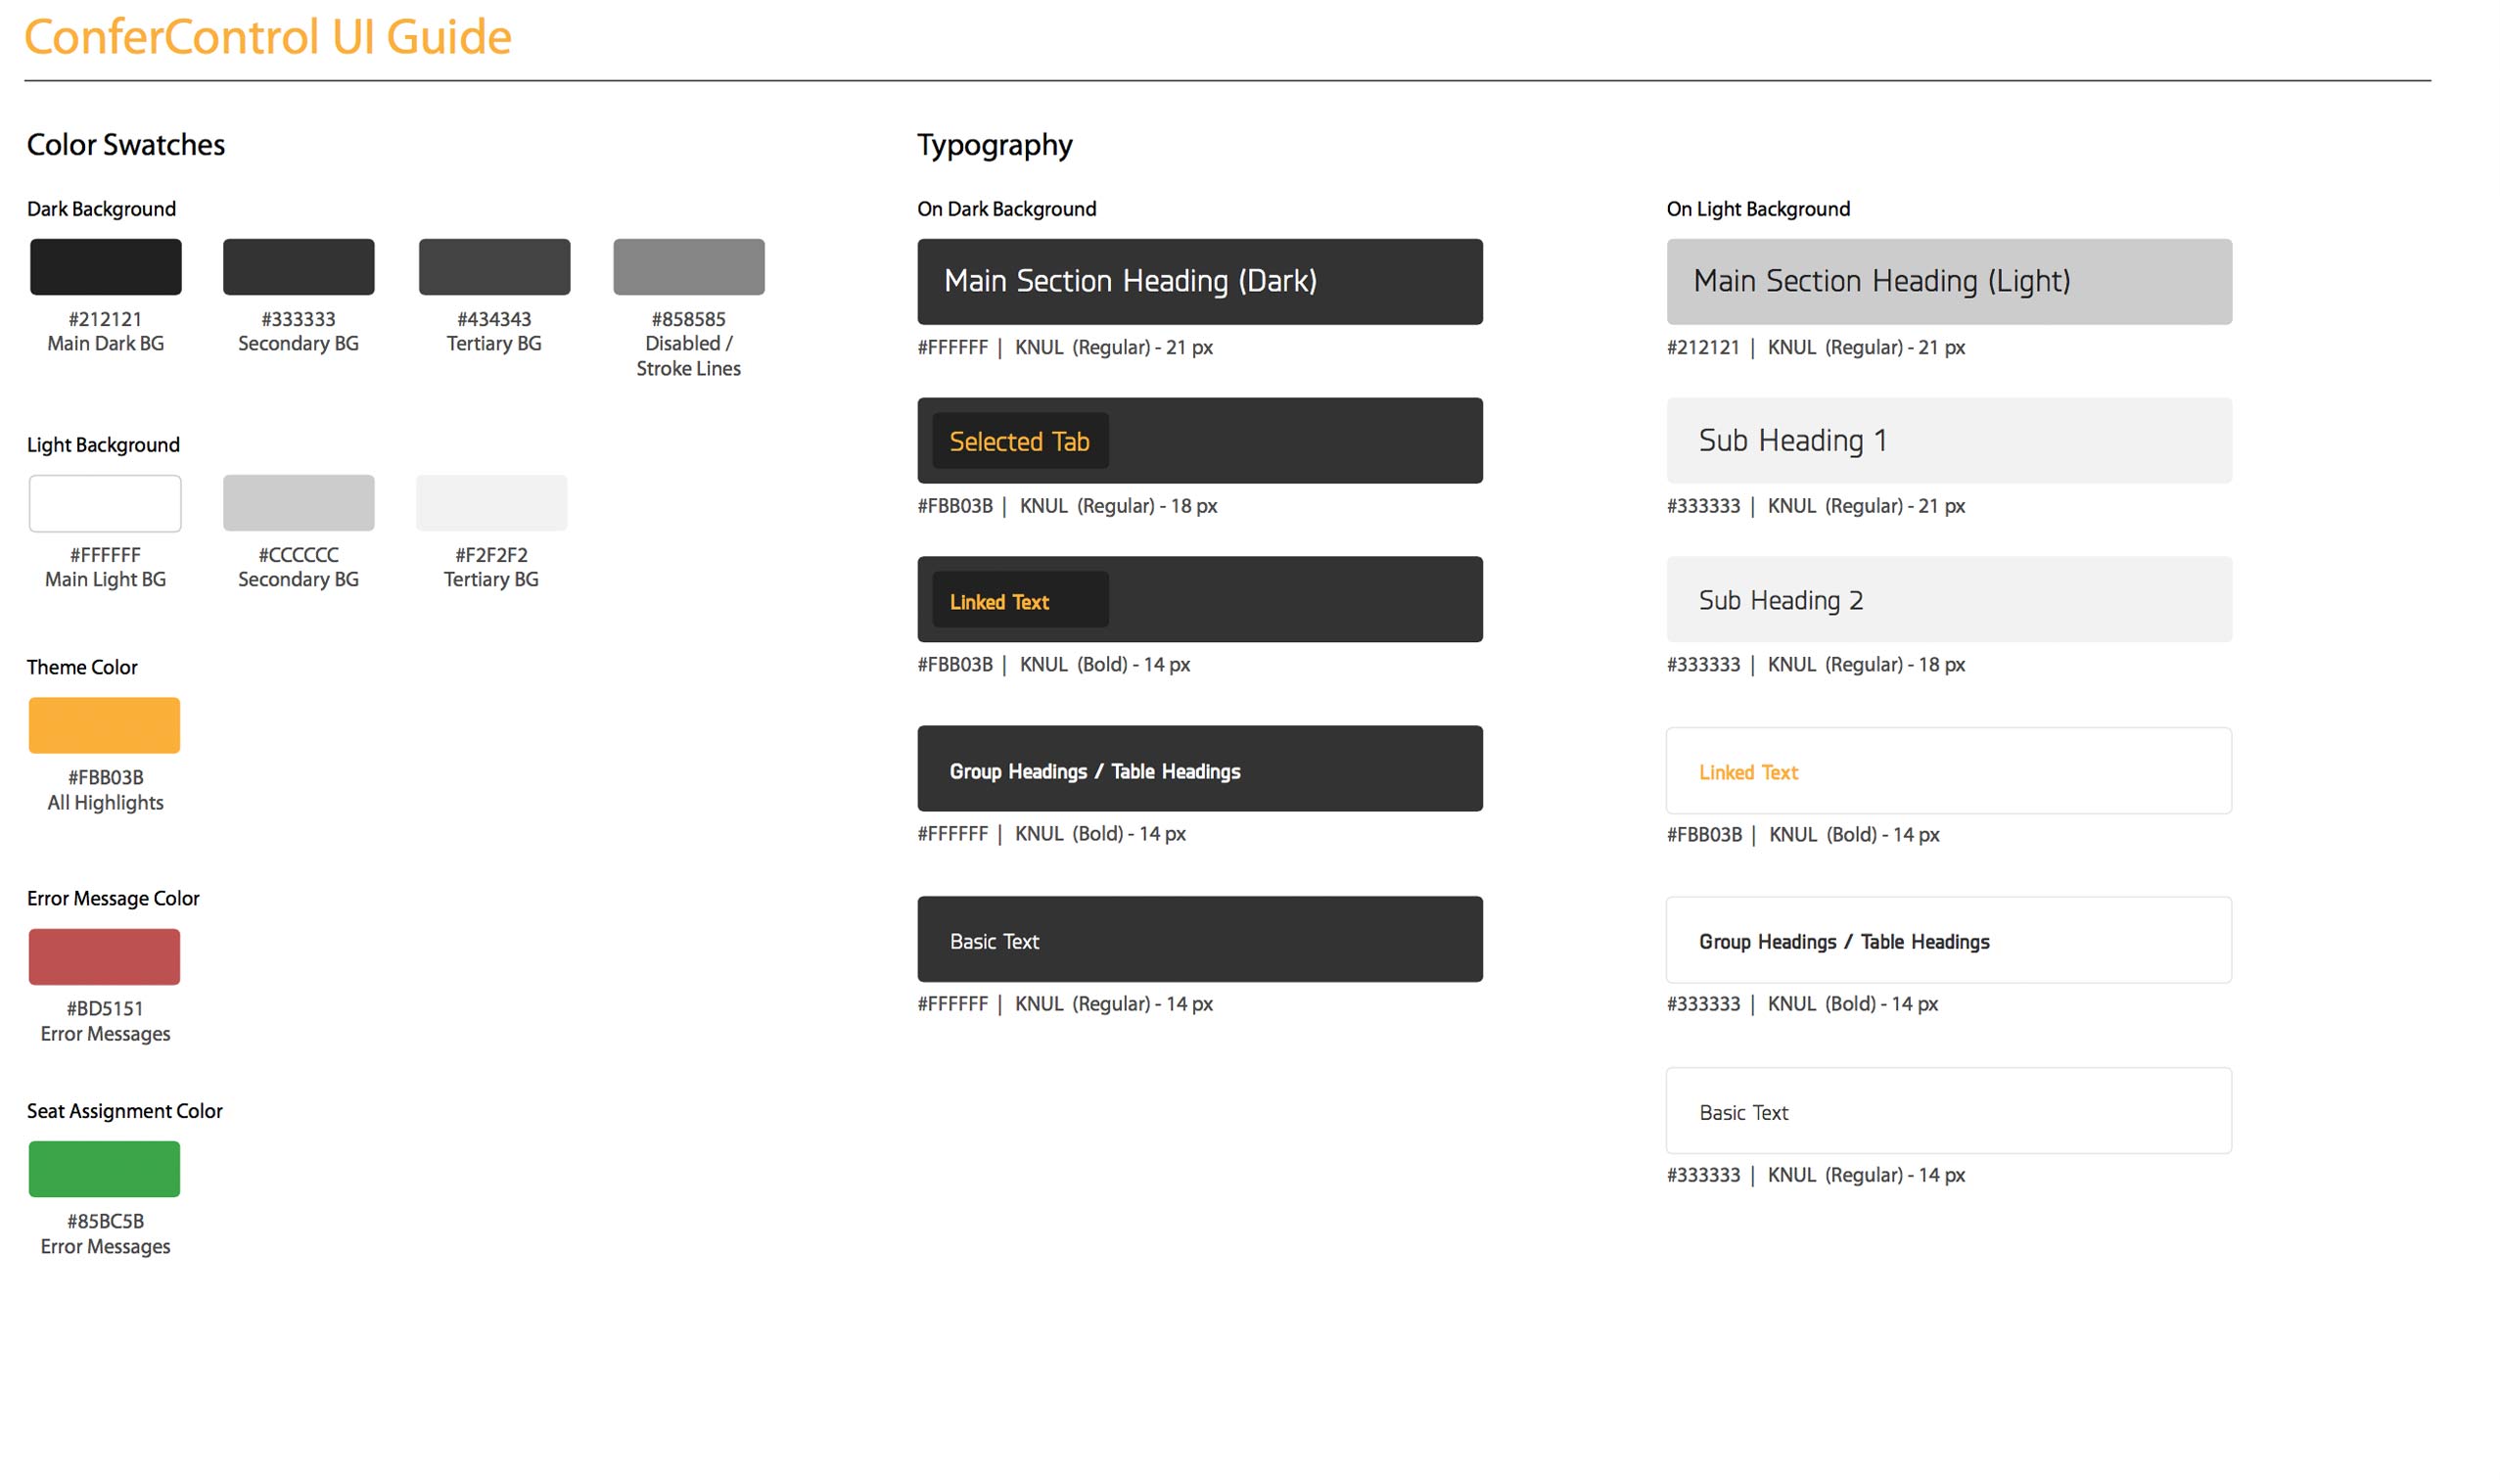 ConferControl UI Guide
Color Swatches
Dark Background
#212121
Main Dark BG
#333333
Secondary BG
#434343
Tertiary BG
#858585
Disabled /
Stroke Lines
Light Background
#FFFFFF
Main Light BG
#CCCCCC
Secondary BG
#F2F2F2
Tertiary BG
Theme Color
#FBB03B
All Highlights
Error Message Color
#BD5151
Error Messages
Seat Assignment Color
#85BC5B
Error Messages
Typography
On Dark Background
Main Section Heading (Dark)
#FFFFFF | KNUL (Regular) - 21 px
Selected Tab
#FBB03B | KNUL (Regular) - 18 px
Linked Text
#FBB03B | KNUL (Bold) - 14 px
Group Headings / Table Headings
#FFFFFF | KNUL (Bold) - 14 px
Basic Text
#FFFFFF | KNUL (Regular) - 14 px
On Light Background
Main Section Heading (Light)
#212121 | KNUL (Regular) - 21 px
Sub Heading 1
#333333 | KNUL (Regular) - 21 px
Sub Heading 2
#333333 | KNUL (Regular) - 18 px
Linked Text
#FBB03B | KNUL (Bold) - 14 px
Group Headings / Table Headings
#333333 | KNUL (Bold) - 14 px
Basic Text
#333333 | KNUL (Regular) - 14 px